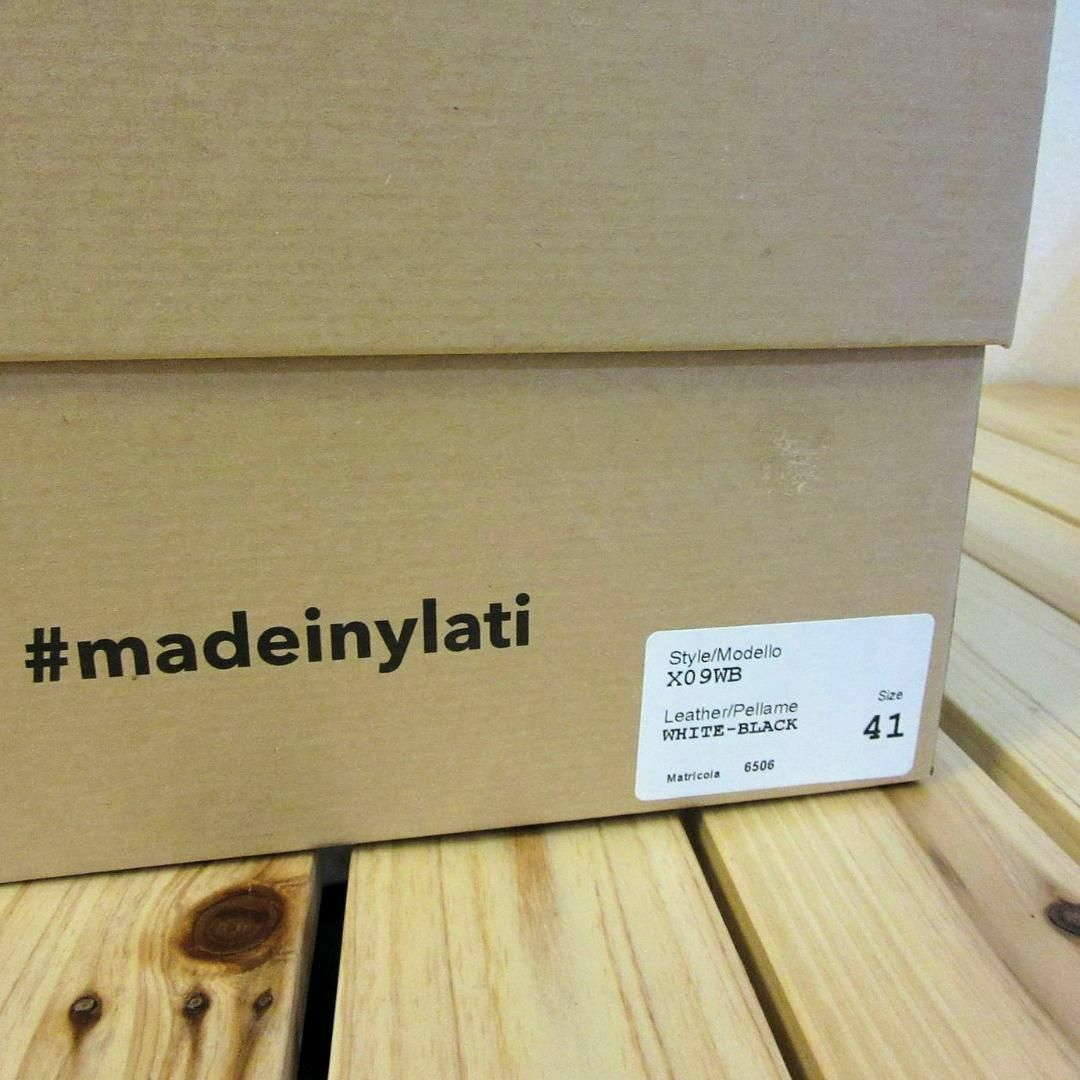 #madeinylati
Style/Modello
X09WB
Leather/Pellame
WHITE-BLACK
Size
41
Matricola 6506